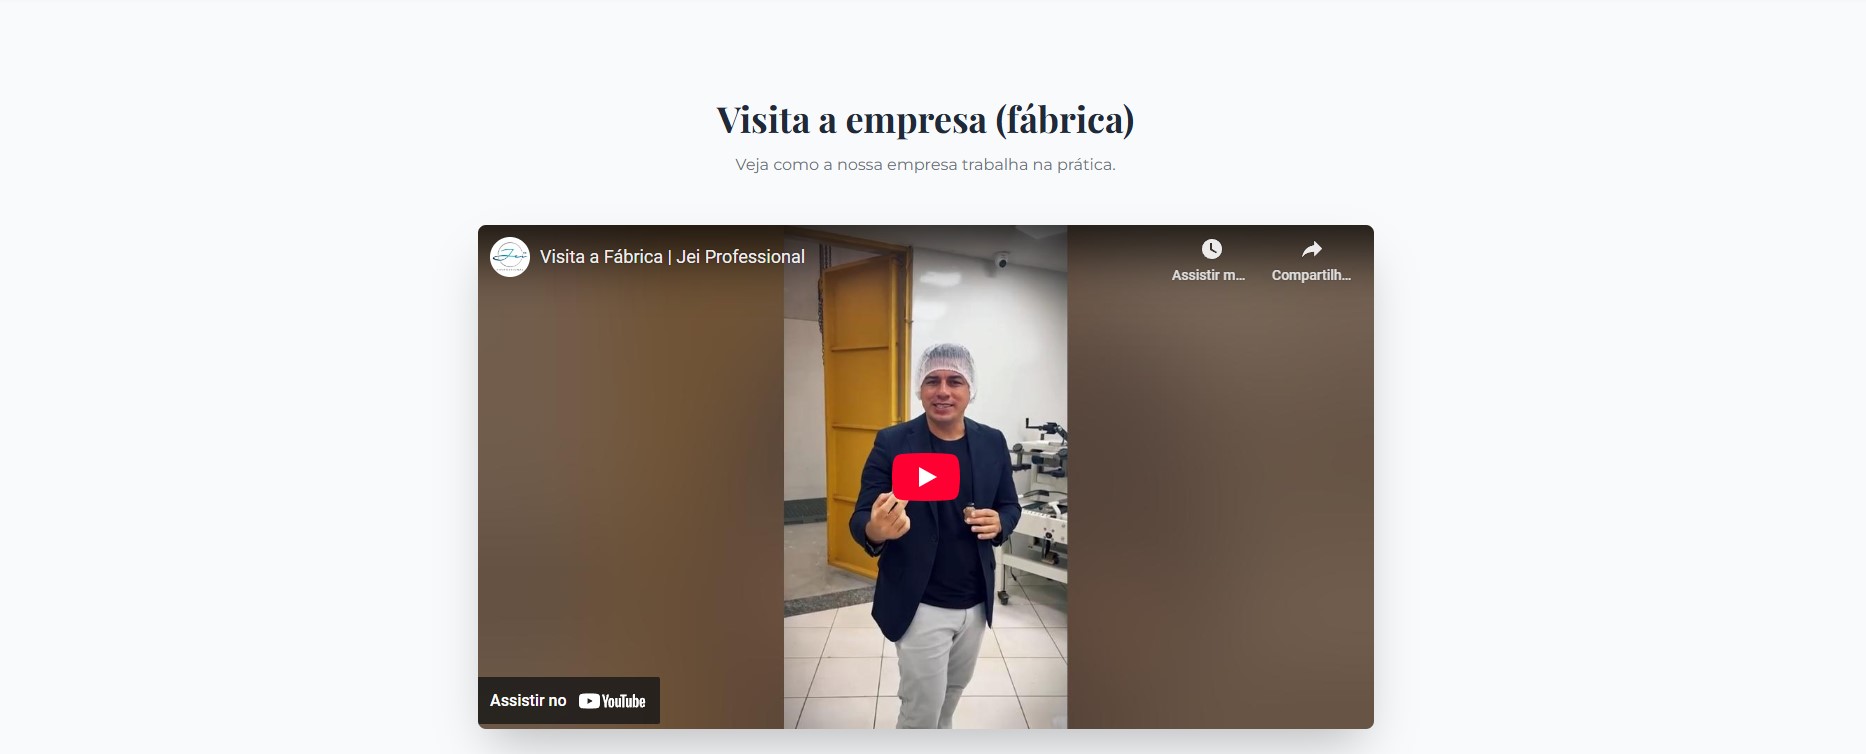 Visita a empresa (fábrica)
Veja como a nossa empresa trabalha na prática.
Jei
Visita a Fábrica | Jei Professional
Assistir m...
Compartilh...
Assistir no YouTube